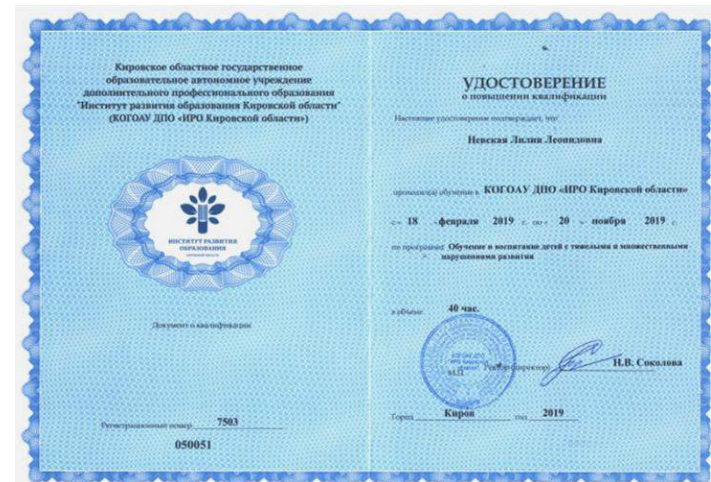 Кировское областное государственное
образовательное автономное учреждение
дополнительного профессионального образования
"Институт развития образования Кировской области"
(КОГОАУ ДПО «ИРО Кировской области»)
ИНСТИТУТ РАЗВИТИЯ
ОБРАЗОВАНИЯ
Документ о квалификации
Регистрационный номер 7503
050051
УДОСТОВЕРЕНИЕ
о повышении квалификации
Настоящее удостоверение подтверждает, что
Невская Лилия Леонидовна
проходил(а) обучение в КОГОАУ ДПО «ИРО Кировской области»
с « 18 » февраля 2019 г. по « 20 » ноября 2019 г.
по программе Обучение и воспитание детей с тяжелыми и множественными
нарушениями развития
в объеме 40 час.
М.П. Ректор (директор) Н.В. Соколова
Город Киров год 2019